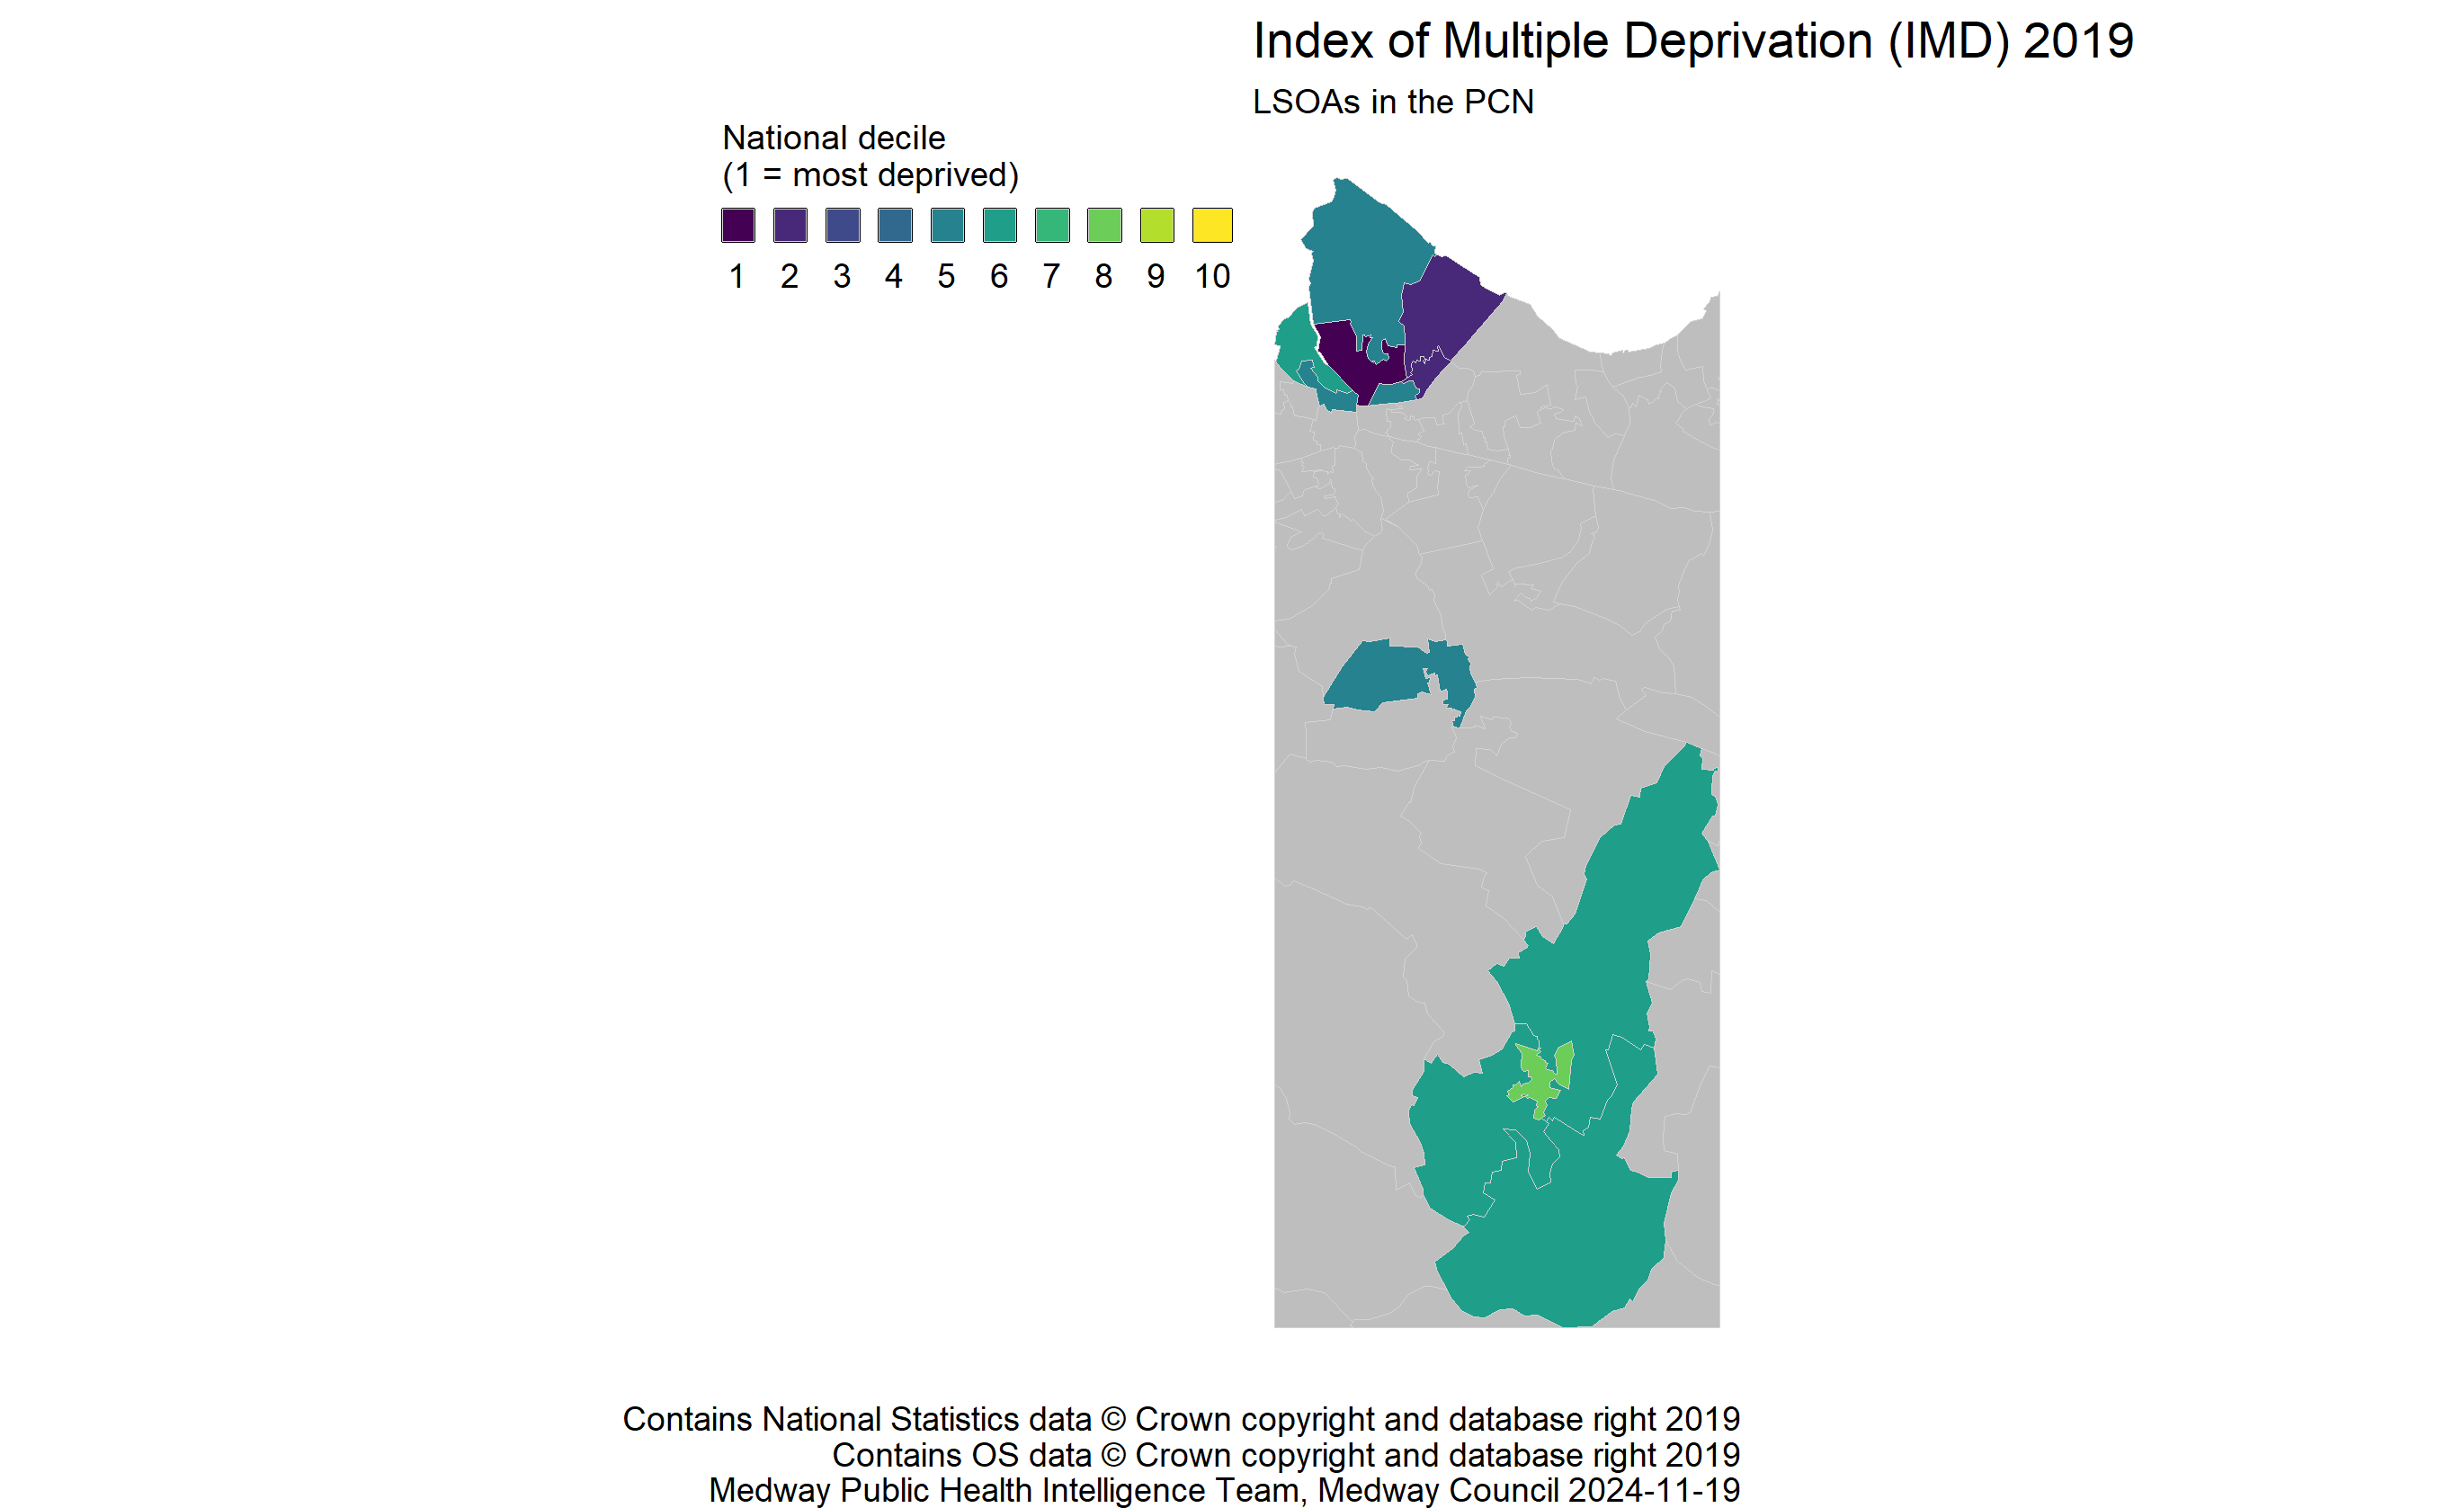 Index of Multiple Deprivation (IMD) 2019
LSOAs in the PCN
National decile
(1 = most deprived)
1 2 3 4 5 6 7 8 9 10
Contains National Statistics data © Crown copyright and database right 2019
Contains OS data © Crown copyright and database right 2019
Medway Public Health Intelligence Team, Medway Council 2024-11-19